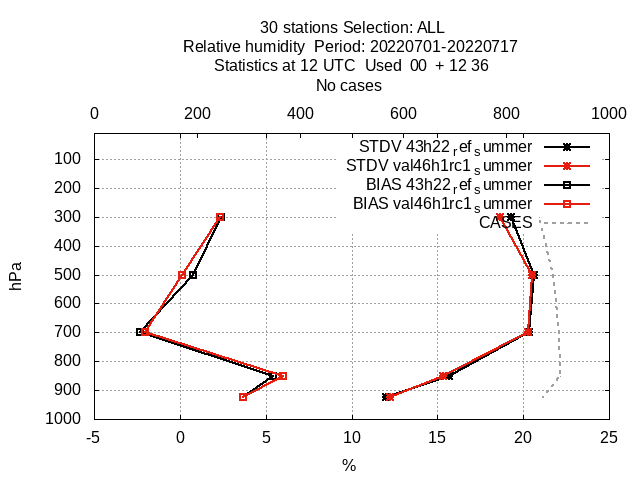 30 stations Selection: ALL
Relative humidity  Period: 20220701-20220717
Statistics at 12 UTC  Used  00  + 12 36
No cases
0 200 400 600 800 1000
STDV 43h22_ref_summer
STDV val46h1rc1_summer
BIAS 43h22_ref_summer
BIAS val46h1rc1_summer
CASES
100
200
300
400
500
600
700
800
900
1000
hPa
-5 0 5 10 15 20 25
%